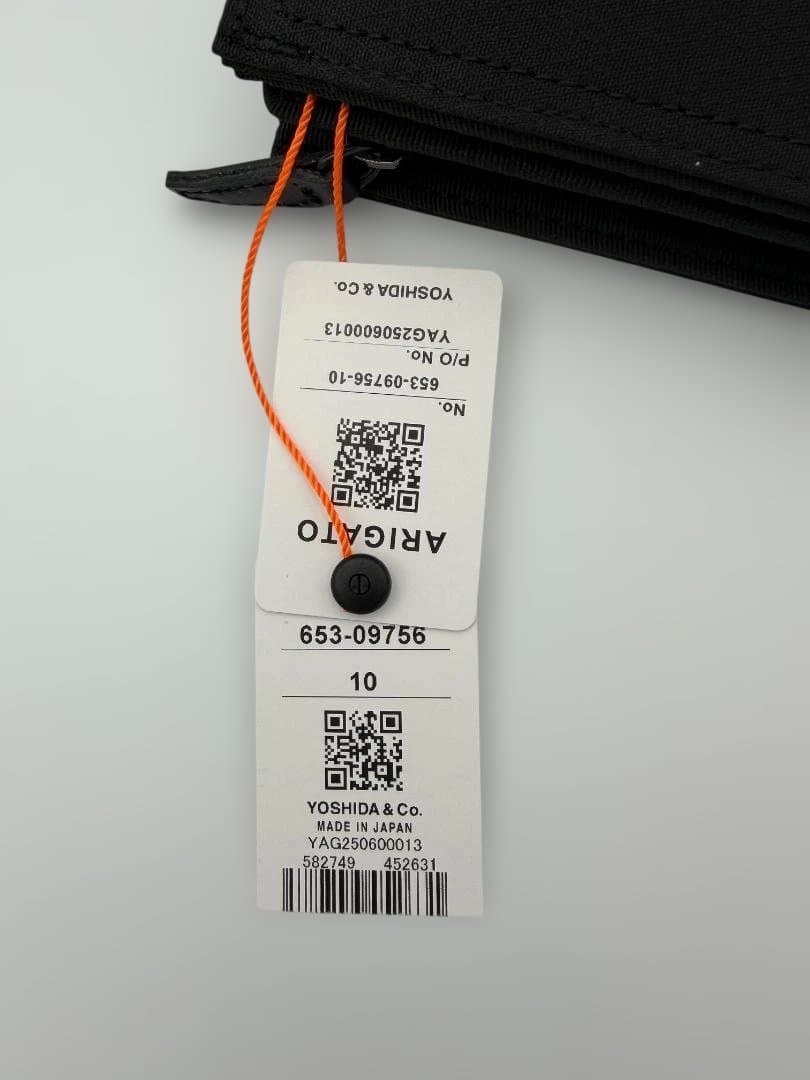 ARIGATO
No.
653-09756-10
P/O No.
YAG250600013
YOSHIDA & Co.
653-09756
10
YOSHIDA & Co.
MADE IN JAPAN
YAG250600013
582749 452631